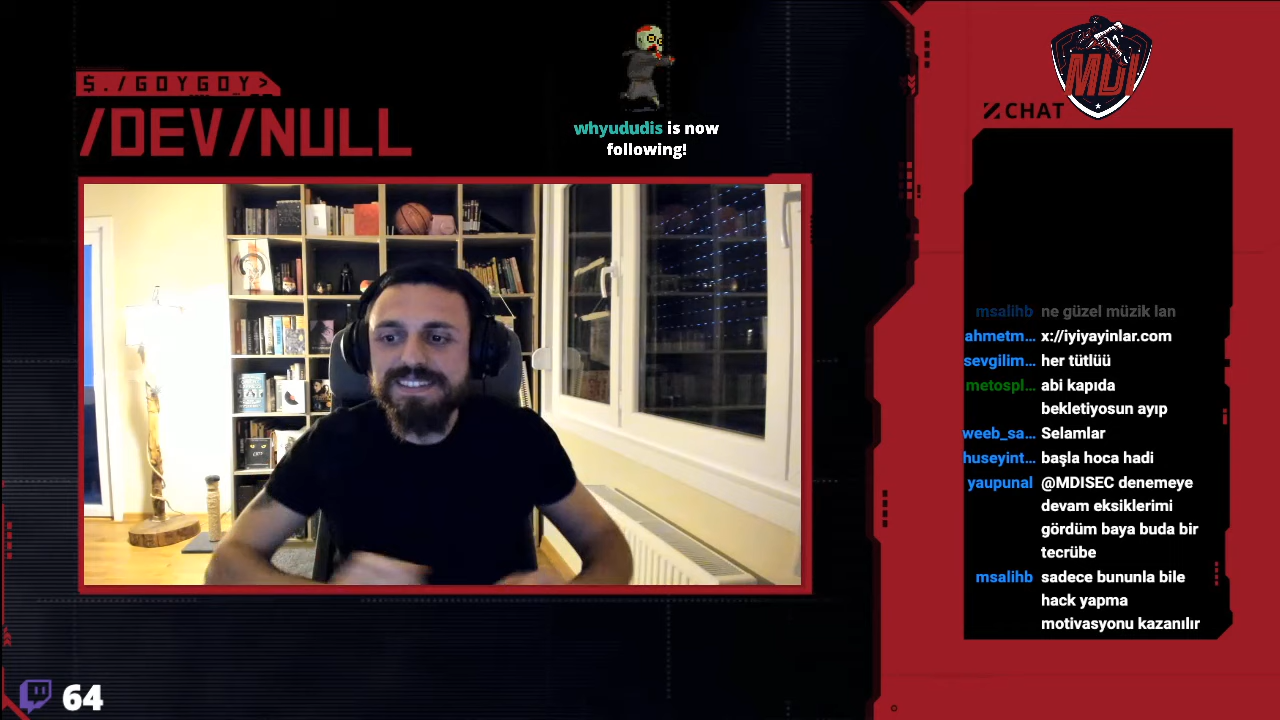 $./GOYGOY>
/DEV/NULL
whyududis is now
following!
MDI
CHAT
msalihb ne güzel müzik lan
ahmetm... x://iyiyayinlar.com
sevgilim... her tütlüü
metospl... abi kapıda
bekletiyosun ayıp
weeb_sa... Selamlar
huseyint... başla hoca hadi
yaupunal @MDISEC denemeye
devam eksiklerimi
gördüm baya buda bir
tecrübe
msalihb sadece bununla bile
hack yapma
motivasyonu kazanılır
64